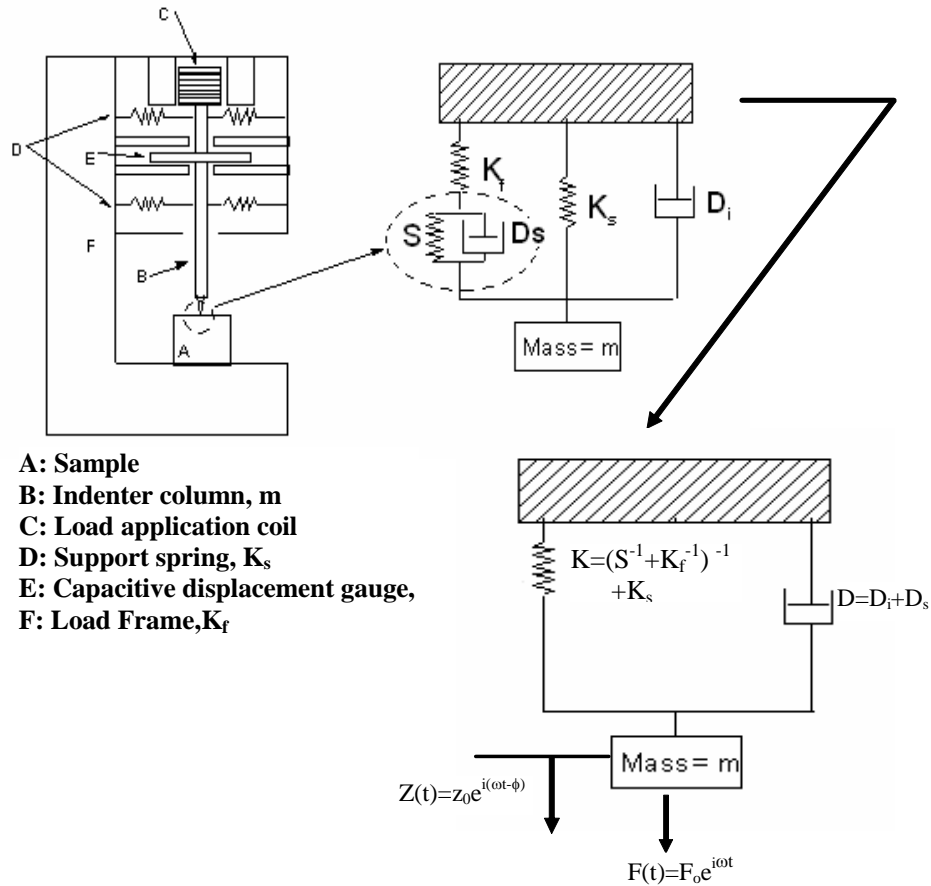 C
D
E
F
B
A
K_f
S
Ds
K_s
D_i
Mass= m
A: Sample
B: Indenter column, m
C: Load application coil
D: Support spring, K_s
E: Capacitive displacement gauge,
F: Load Frame,K_f
K=(S^-1+K_f^-1) ^-1
+K_s
D=D_i+D_s
Mass= m
Z(t)=z_0e^i(ωt-ϕ)
F(t)=F_oe^iωt